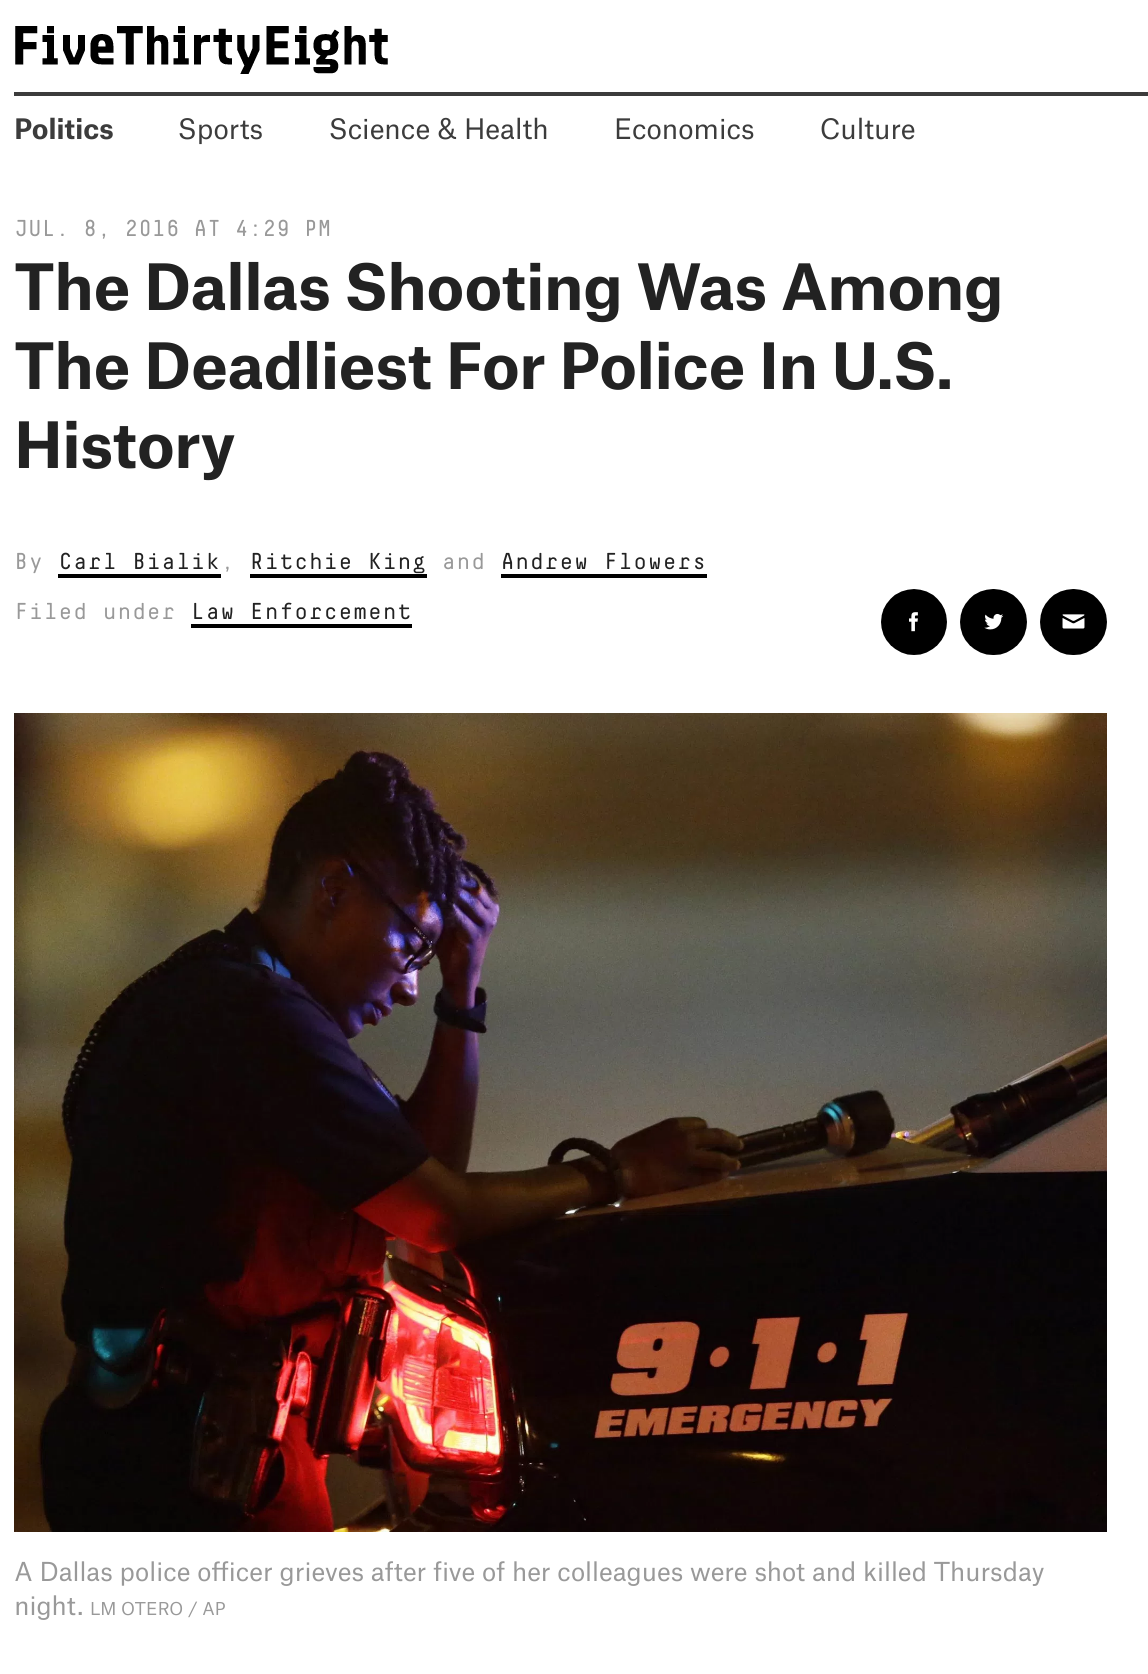 FiveThirtyEight
Politics Sports Science & Health Economics Culture
JUL. 8, 2016 AT 4:29 PM
The Dallas Shooting Was Among
The Deadliest For Police In U.S.
History
By Carl Bialik, Ritchie King and Andrew Flowers
Filed under Law Enforcement
9·1·1
EMERGENCY
A Dallas police officer grieves after five of her colleagues were shot and killed Thursday
night. LM OTERO / AP